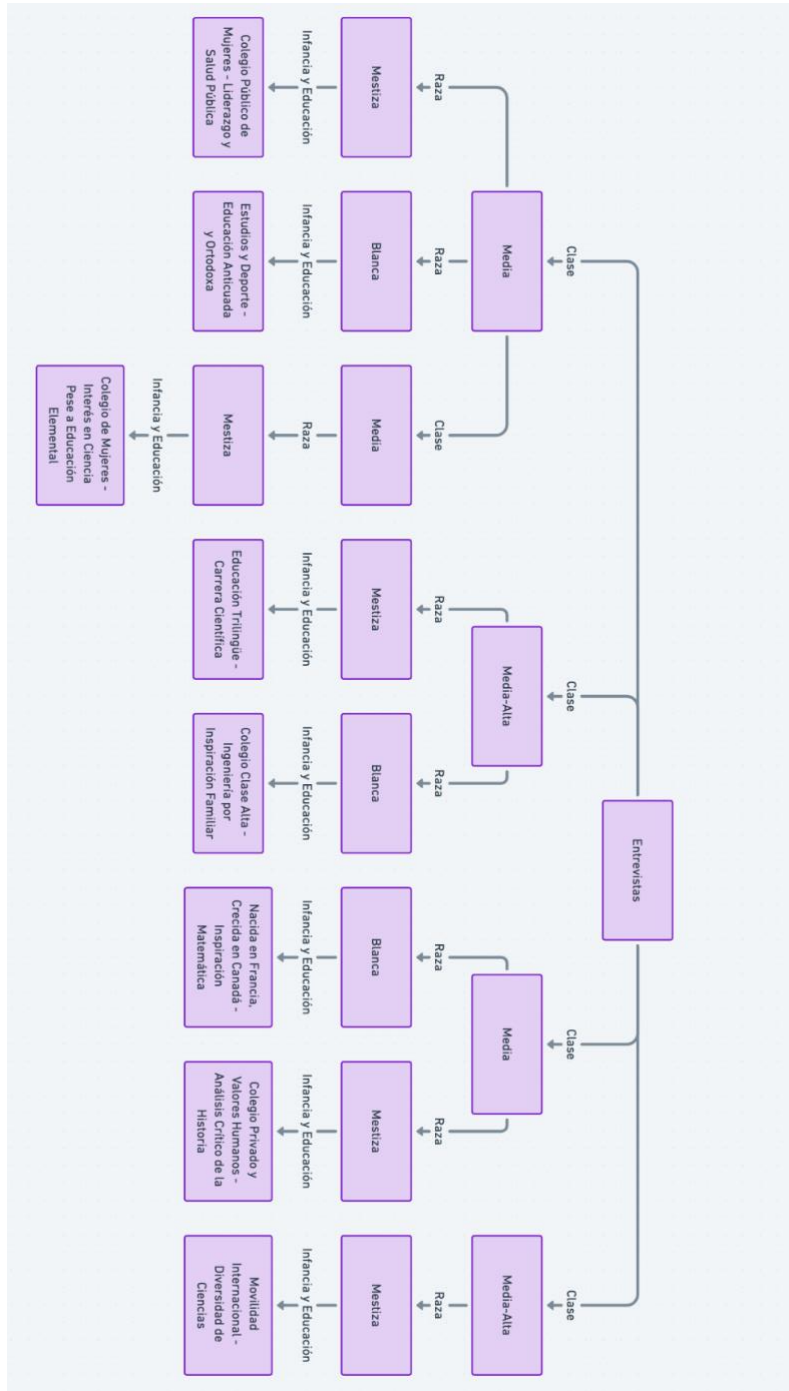 Entrevistas
Clase
Clase
Clase
Clase
Media
Media-Alta
Media
Media-Alta
Raza
Raza
Clase
Raza
Raza
Raza
Raza
Raza
Mestiza
Blanca
Media
Mestiza
Blanca
Blanca
Mestiza
Mestiza
Infancia y Educación
Infancia y Educación
Raza
Infancia y Educación
Infancia y Educación
Infancia y Educación
Infancia y Educación
Infancia y Educación
Colegio Público de
Mujeres - Liderazgo y
Salud Pública
Estudios y Deporte -
Educación Anticuada
y Ortodoxa
Mestiza
Educación Trilingüe -
Carrera Científica
Colegio Clase Alta -
Ingeniería por
Inspiración Familiar
Nacida en Francia,
Crecida en Canadá -
Inspiración
Matemática
Colegio Privado y
Valores Humanos -
Análisis Crítico de la
Historia
Movilidad
Internacional -
Diversidad de
Ciencias
Infancia y Educación
Colegio de Mujeres -
Interés en Ciencia
Pese a Educación
Elemental